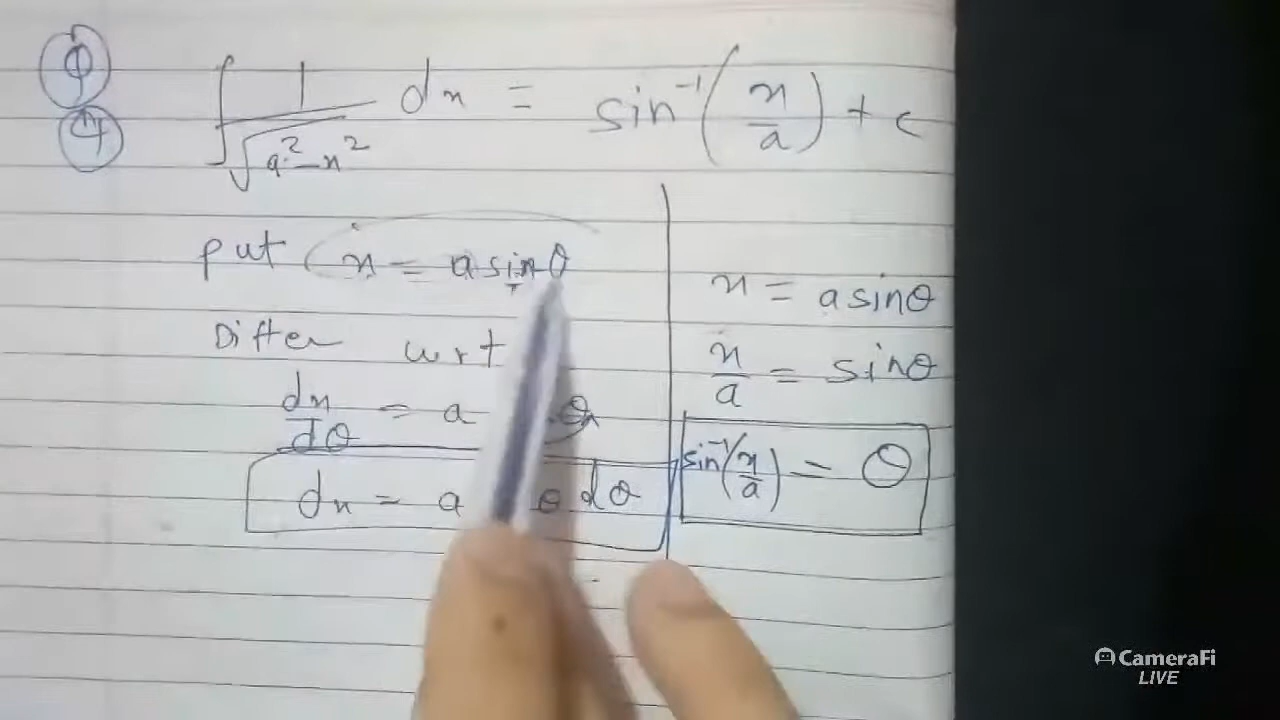 Q 4
∫ 1/√(a² - x²) dx = sin⁻¹(x/a) + c
put x = a sinθ
Differ wrt
dx/dθ = a θ
dx = a θ dθ
x = a sinθ
x/a = sinθ
sin⁻¹(x/a) = θ
CameraFi
LIVE